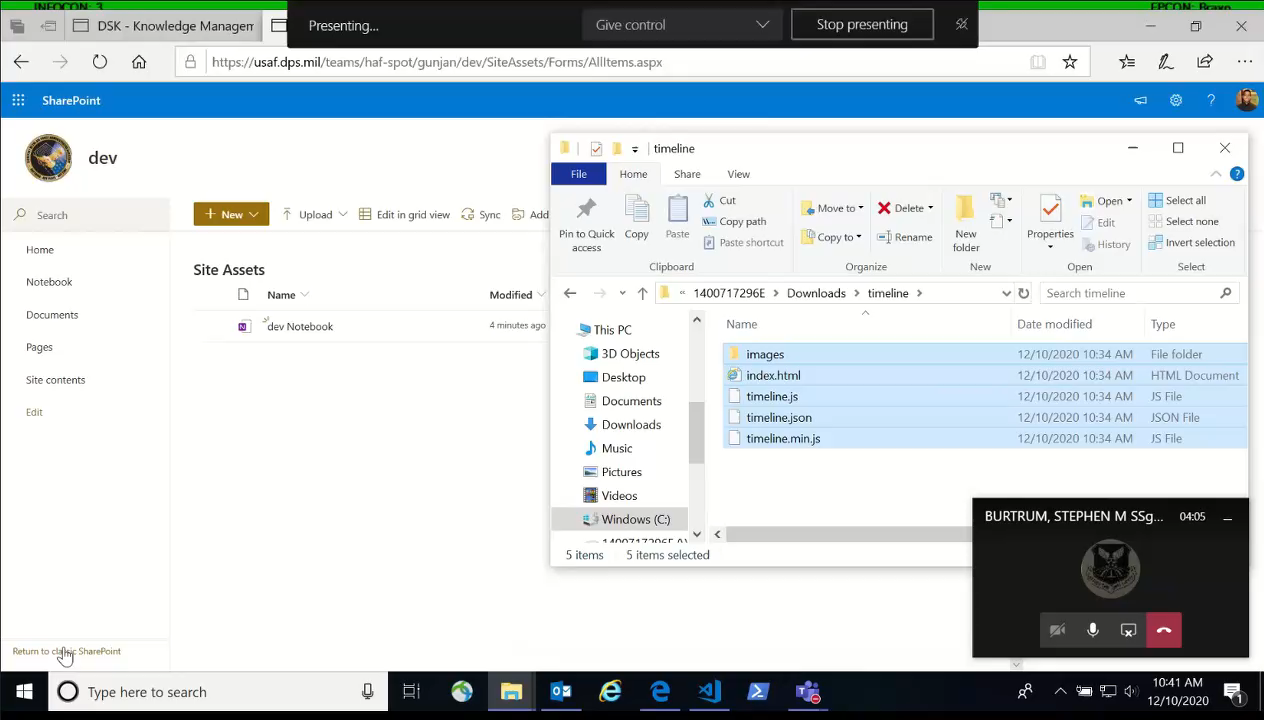 INFOCON: 3
FPCON: Bravo
DSK - Knowledge Managem
Presenting...
Give control
Stop presenting
https://usaf.dps.mil/teams/haf-spot/gunjan/dev/SiteAssets/Forms/AllItems.aspx
SharePoint
dev
Search
Home
Notebook
Documents
Pages
Site contents
Edit
Return to classic SharePoint
+ New
Upload
Edit in grid view
Sync
Add
Site Assets
Name
Modified
dev Notebook
4 minutes ago
timeline
File
Home
Share
View
Pin to Quick access
Copy
Paste
Cut
Copy path
Paste shortcut
Clipboard
Move to
Copy to
Delete
Rename
Organize
New folder
New
Properties
Open
Edit
History
Open
Select all
Select none
Invert selection
Select
« 1400717296E > Downloads > timeline >
Search timeline
This PC
3D Objects
Desktop
Documents
Downloads
Music
Pictures
Videos
Windows (C:)
Name
Date modified
Type
images 12/10/2020 10:34 AM File folder
index.html 12/10/2020 10:34 AM HTML Document
timeline.js 12/10/2020 10:34 AM JS File
timeline.json 12/10/2020 10:34 AM JSON File
timeline.min.js 12/10/2020 10:34 AM JS File
5 items 5 items selected
BURTRUM, STEPHEN M SSg... 04:05
Type here to search
10:41 AM
12/10/2020
1